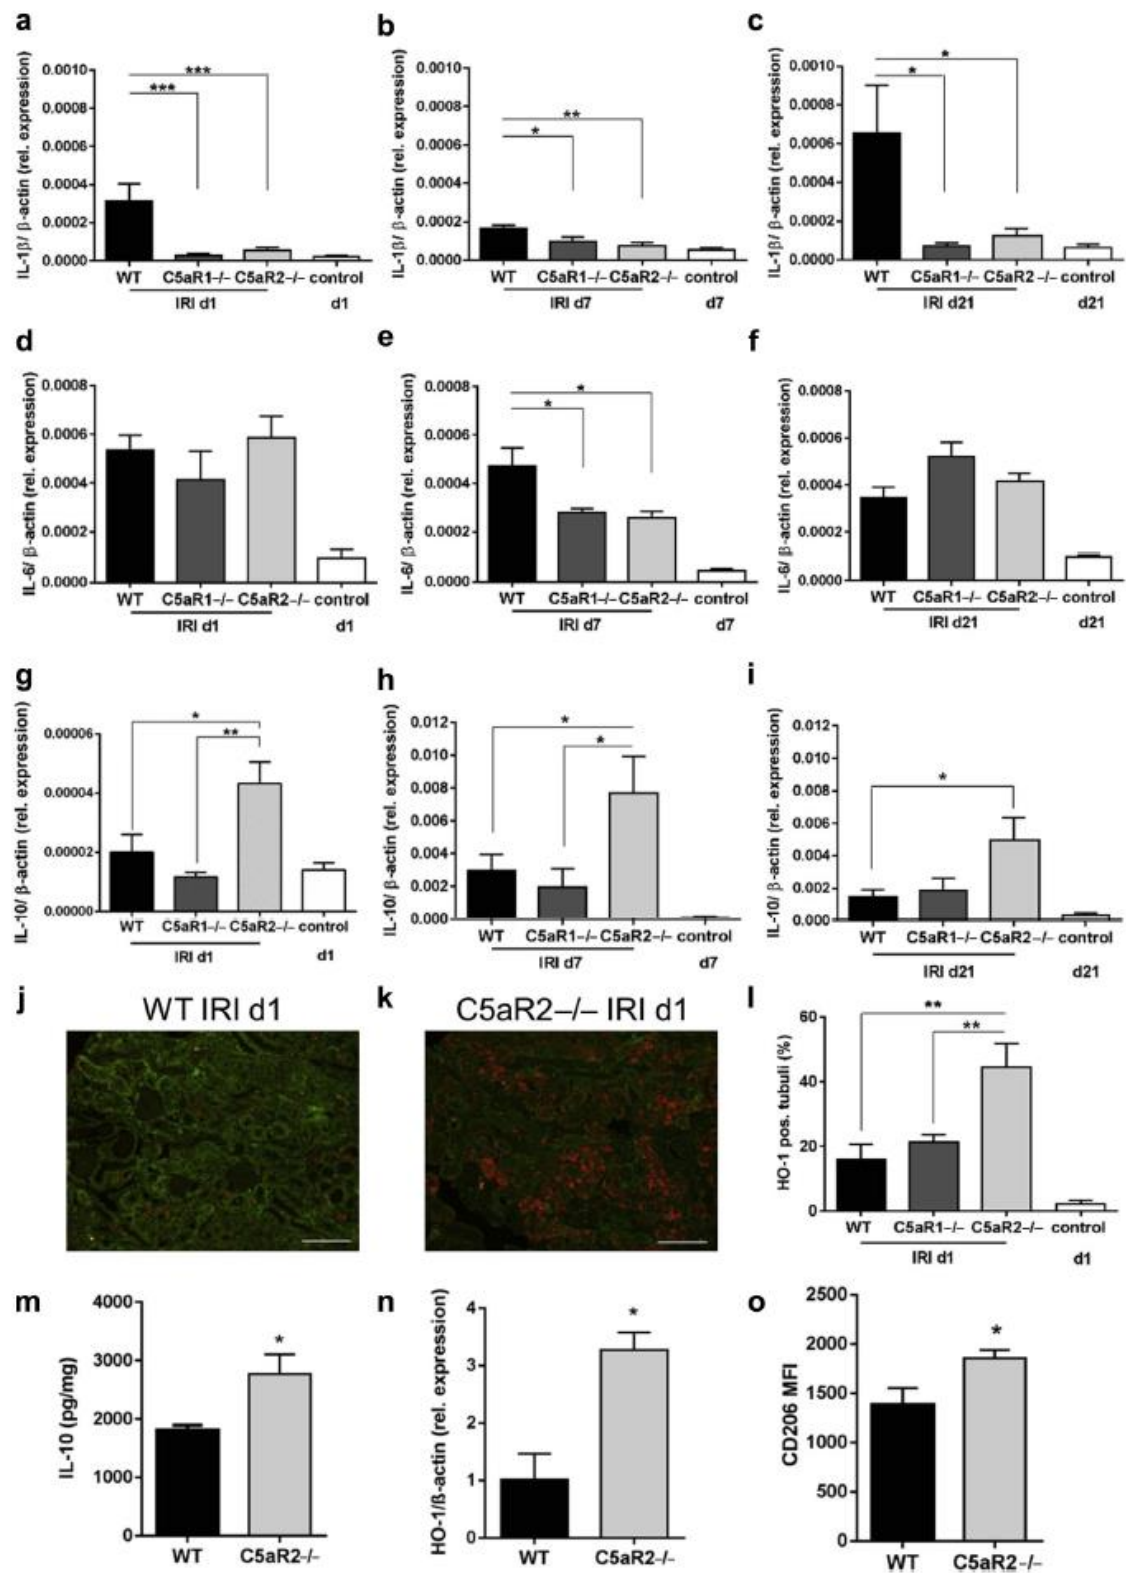 a
IL-1β/ β-actin (rel. expression)
0.0010
0.0008
0.0006
0.0004
0.0002
0.0000
***
***
WT C5aR1–/– C5aR2–/– control
IRI d1 d1
b
IL-1β/ β-actin (rel. expression)
0.0010
0.0008
0.0006
0.0004
0.0002
0.0000
**
*
WT C5aR1–/– C5aR2–/– control
IRI d7 d7
c
IL-1β/ β-actin (rel. expression)
0.0010
0.0008
0.0006
0.0004
0.0002
0.0000
*
*
WT C5aR1–/– C5aR2 –/– control
IRI d21 d21
d
IL-6/ β-actin (rel. expression)
0.0008
0.0006
0.0004
0.0002
0.0000
WT C5aR1–/– C5aR2–/– control
IRI d1 d1
e
IL-6/ β-actin (rel. expression)
0.0008
0.0006
0.0004
0.0002
0.0000
*
*
WT C5aR1–/– C5aR2–/– control
IRI d7 d7
f
IL-6/ β-actin (rel. expression)
0.0008
0.0006
0.0004
0.0002
0.0000
WT C5aR1–/– C5aR2–/– control
IRI d21 d21
g
IL-10/ β-actin (rel. expression)
0.00006
0.00004
0.00002
0.00000
*
**
WT C5aR1–/– C5aR2–/– control
IRI d1 d1
h
IL-10/ β-actin (rel. expression)
0.012
0.010
0.008
0.006
0.004
0.002
0.000
*
*
WT C5aR1–/– C5aR2–/– control
IRI d7 d7
i
IL-10/ β-actin (rel. expression)
0.012
0.010
0.008
0.006
0.004
0.002
0.000
*
WT C5aR1–/– C5aR2–/– control
IRI d21 d21
j
WT IRI d1
k
C5aR2–/– IRI d1
l
HO-1 pos. tubuli (%)
60
40
20
0
**
**
WT C5aR1–/– C5aR2–/– control
IRI d1 d1
m
IL-10 (pg/mg)
4000
3000
2000
1000
0
*
WT C5aR2–/–
n
HO-1/ß-actin (rel. expression)
4
3
2
1
0
*
WT C5aR2–/–
o
CD206 MFI
2500
2000
1500
1000
500
0
*
WT C5aR2–/–